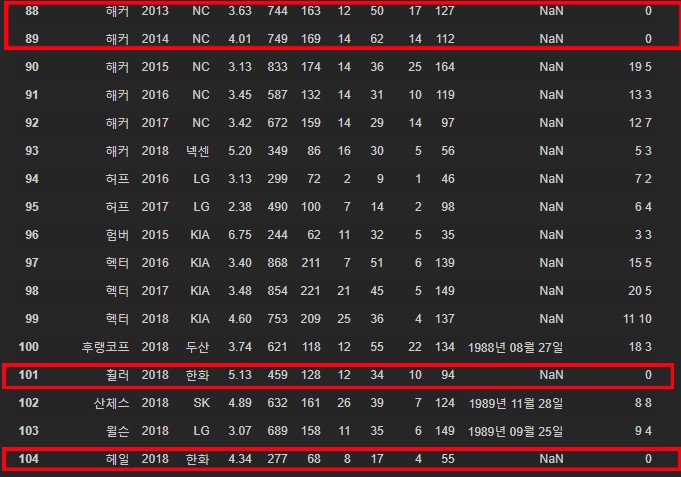 88 해커 2013 NC 3.63 744 163 12 50 17 127 NaN 0
89 해커 2014 NC 4.01 749 169 14 62 14 112 NaN 0
90 해커 2015 NC 3.13 833 174 14 36 25 164 NaN 19 5
91 해커 2016 NC 3.45 587 132 14 31 10 119 NaN 13 3
92 해커 2017 NC 3.42 672 159 14 29 14 97 NaN 12 7
93 해커 2018 넥센 5.20 349 86 16 30 5 56 NaN 5 3
94 허프 2016 LG 3.13 299 72 2 9 1 46 NaN 7 2
95 허프 2017 LG 2.38 490 100 7 14 2 98 NaN 6 4
96 험버 2015 KIA 6.75 244 62 11 32 5 35 NaN 3 3
97 헥터 2016 KIA 3.40 868 211 7 51 6 139 NaN 15 5
98 헥터 2017 KIA 3.48 854 221 21 45 5 149 NaN 20 5
99 헥터 2018 KIA 4.60 753 209 25 36 4 137 NaN 11 10
100 후랭코프 2018 두산 3.74 621 118 12 55 22 134 1988년 08월 27일 18 3
101 휠러 2018 한화 5.13 459 128 12 34 10 94 NaN 0
102 산체스 2018 SK 4.89 632 161 26 39 7 124 1989년 11월 28일 8 8
103 윌슨 2018 LG 3.07 689 158 11 35 6 149 1989년 09월 25일 9 4
104 헤일 2018 한화 4.34 277 68 8 17 4 55 NaN 0